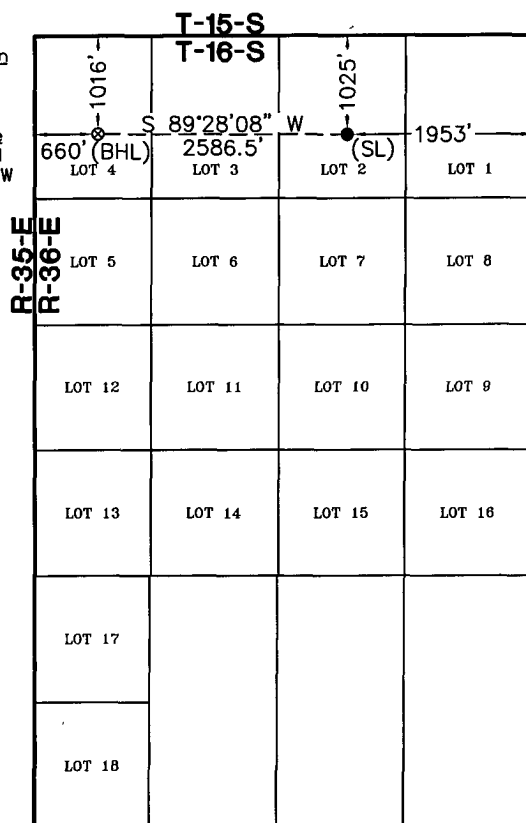 T-15-S
T-16-S
1016'
1025'
S 89°28'08" W
2586.5'
660' (BHL)
(SL)
1953'
LOT 4 LOT 3 LOT 2 LOT 1
R-35-E
R-36-E
LOT 5 LOT 6 LOT 7 LOT 8
LOT 12 LOT 11 LOT 10 LOT 9
LOT 13 LOT 14 LOT 15 LOT 16
LOT 17
LOT 18
W